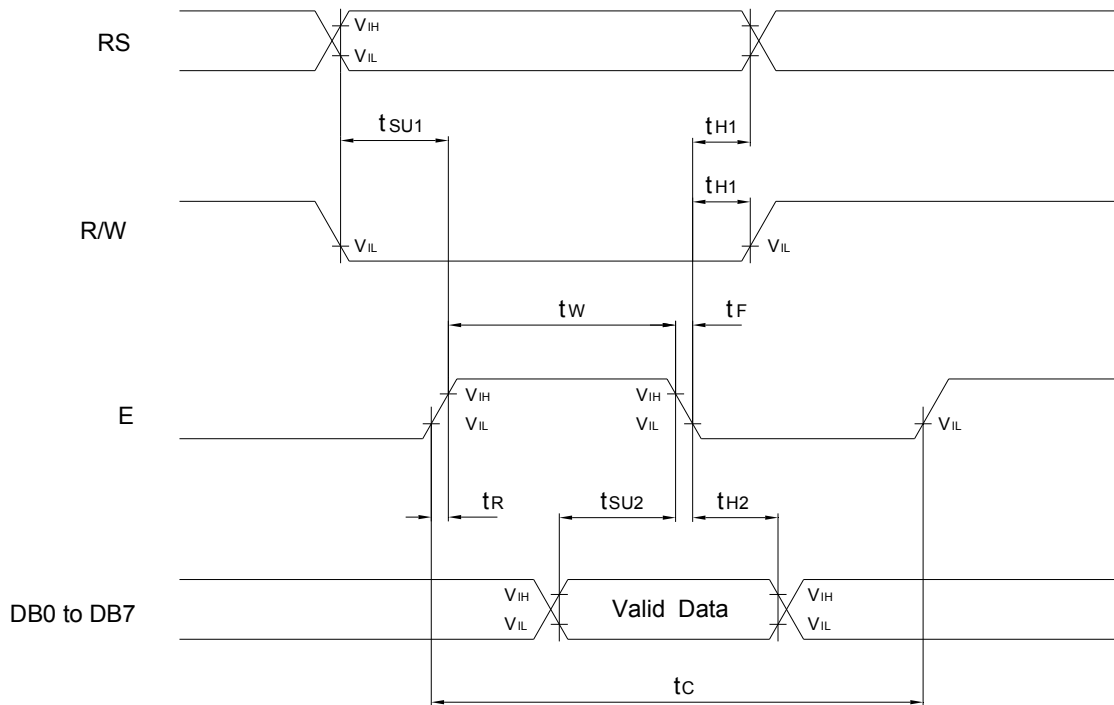 RS
VIH
VIL
tSU1
tH1
tH1
R/W
VIL
VIL
tW
tF
E
VIH
VIH
VIL
VIL
VIL
tR
tSU2
tH2
DB0 to DB7
VIH
VIL
Valid Data
VIH
VIL
tC